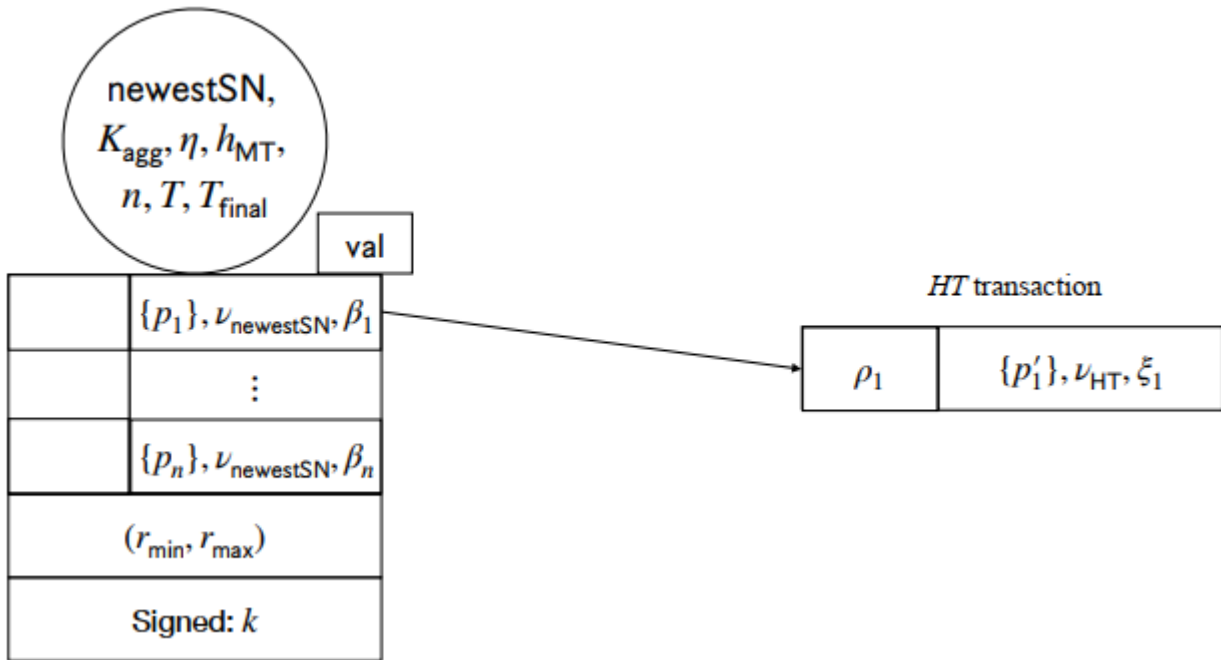 newestSN,
K_agg, η, h_MT,
n, T, T_final
val
{p_1}, ν_newestSN, β_1
⋮
{p_n}, ν_newestSN, β_n
(r_min, r_max)
Signed: k
HT transaction
ρ_1
{p′_1}, ν_HT, ξ_1